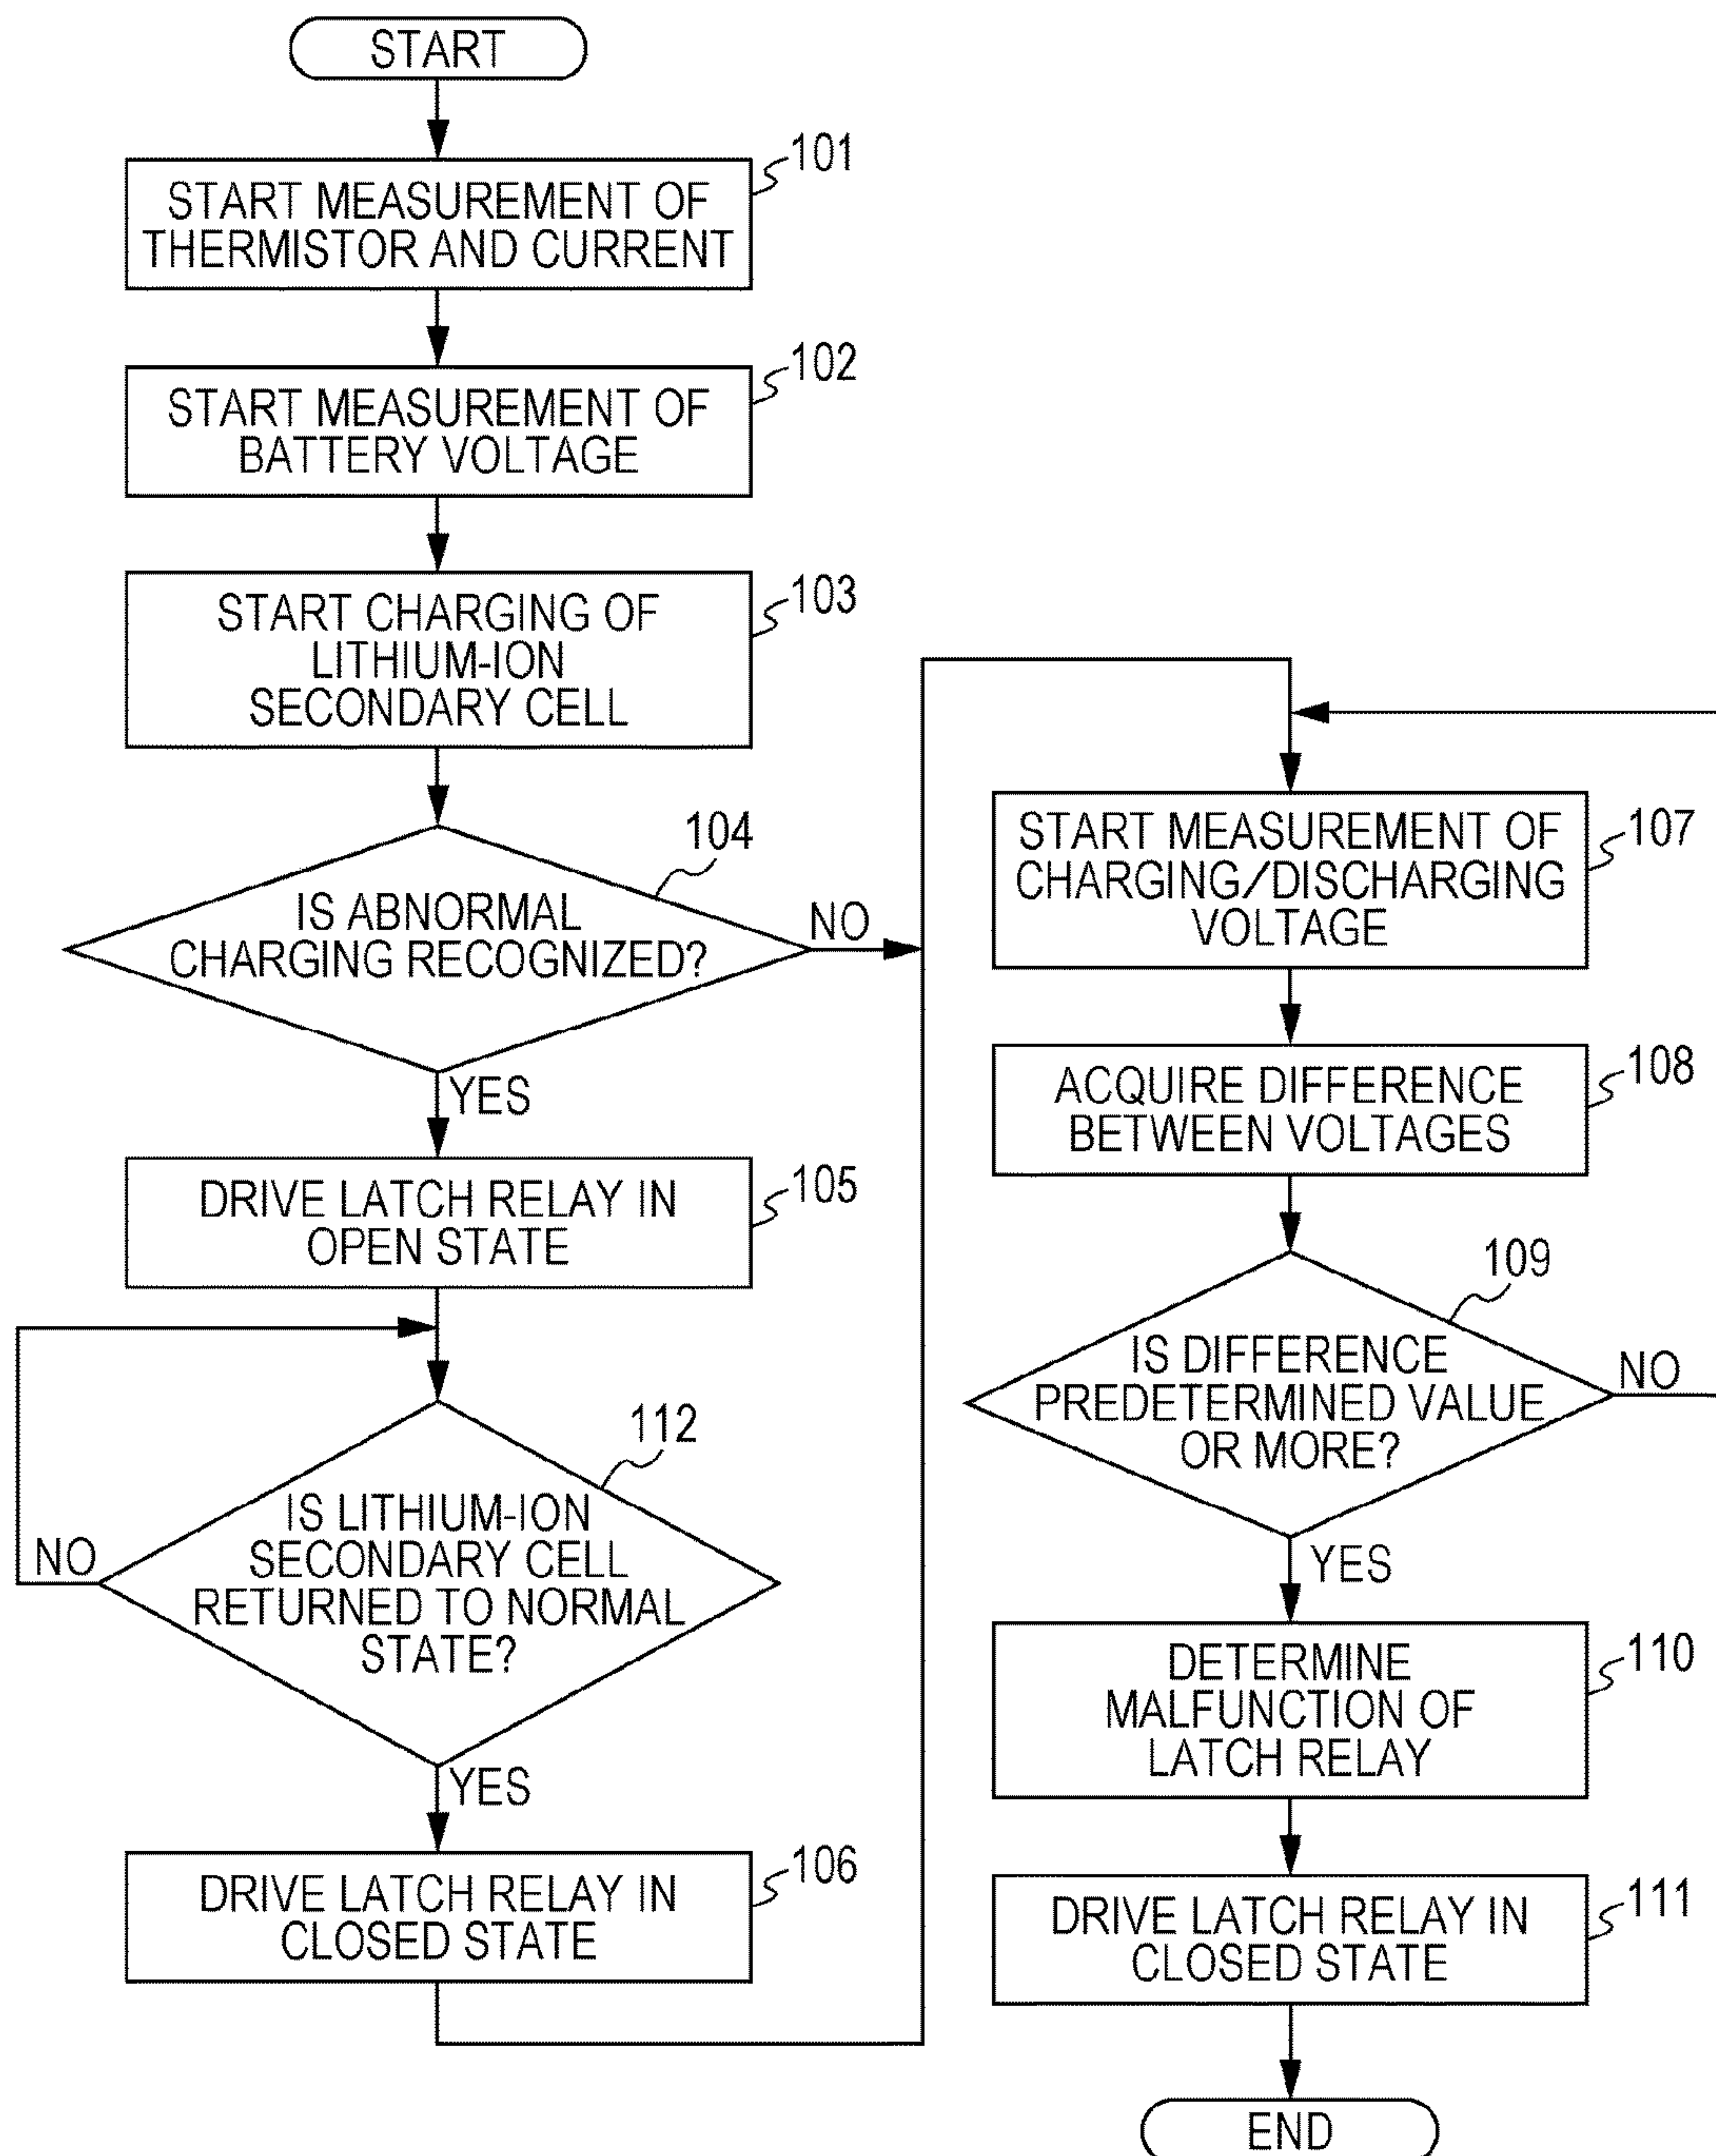 START
101
START MEASUREMENT OF
THERMISTOR AND CURRENT
102
START MEASUREMENT OF
BATTERY VOLTAGE
103
START CHARGING OF
LITHIUM-ION
SECONDARY CELL
104
IS ABNORMAL
CHARGING RECOGNIZED?
NO
YES
105
DRIVE LATCH RELAY IN
OPEN STATE
112
IS LITHIUM-ION
SECONDARY CELL
RETURNED TO NORMAL
STATE?
NO
YES
106
DRIVE LATCH RELAY IN
CLOSED STATE
107
START MEASUREMENT OF
CHARGING/DISCHARGING
VOLTAGE
108
ACQUIRE DIFFERENCE
BETWEEN VOLTAGES
109
IS DIFFERENCE
PREDETERMINED VALUE
OR MORE?
NO
YES
110
DETERMINE
MALFUNCTION OF
LATCH RELAY
111
DRIVE LATCH RELAY IN
CLOSED STATE
END